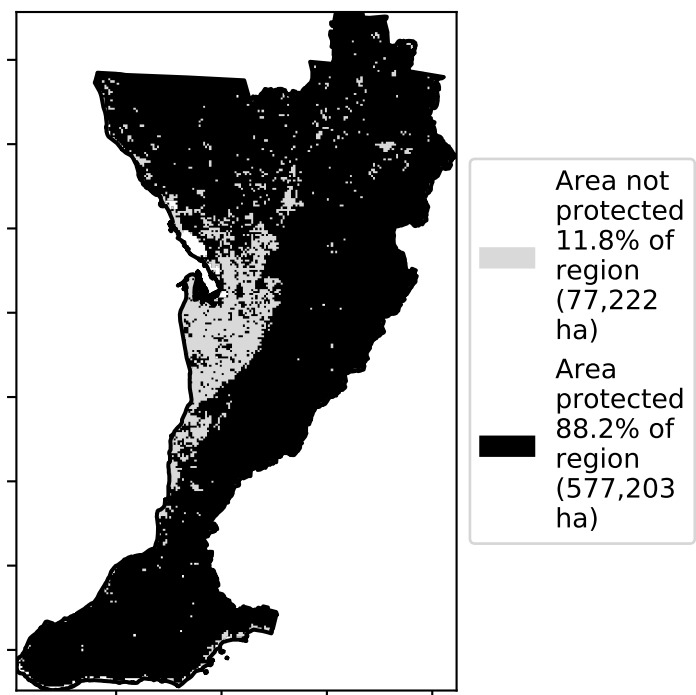 Area not
protected
11.8% of
region
(77,222
ha)
Area
protected
88.2% of
region
(577,203
ha)